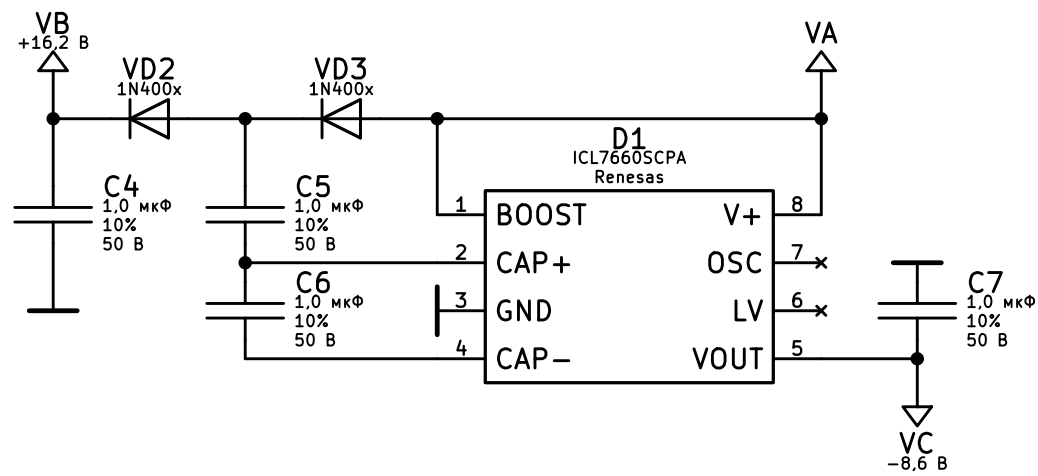 VB
+16,2 В
VA
VD2
1N400x
VD3
1N400x
D1
ICL7660SCPA
Renesas
C4
1,0 мкФ
10%
50 В
C5
1,0 мкФ
10%
50 В
C6
1,0 мкФ
10%
50 В
1 BOOST
2 CAP+
3 GND
4 CAP-
V+ 8
OSC 7
LV 6
VOUT 5
C7
1,0 мкФ
10%
50 В
VC
-8,6 В